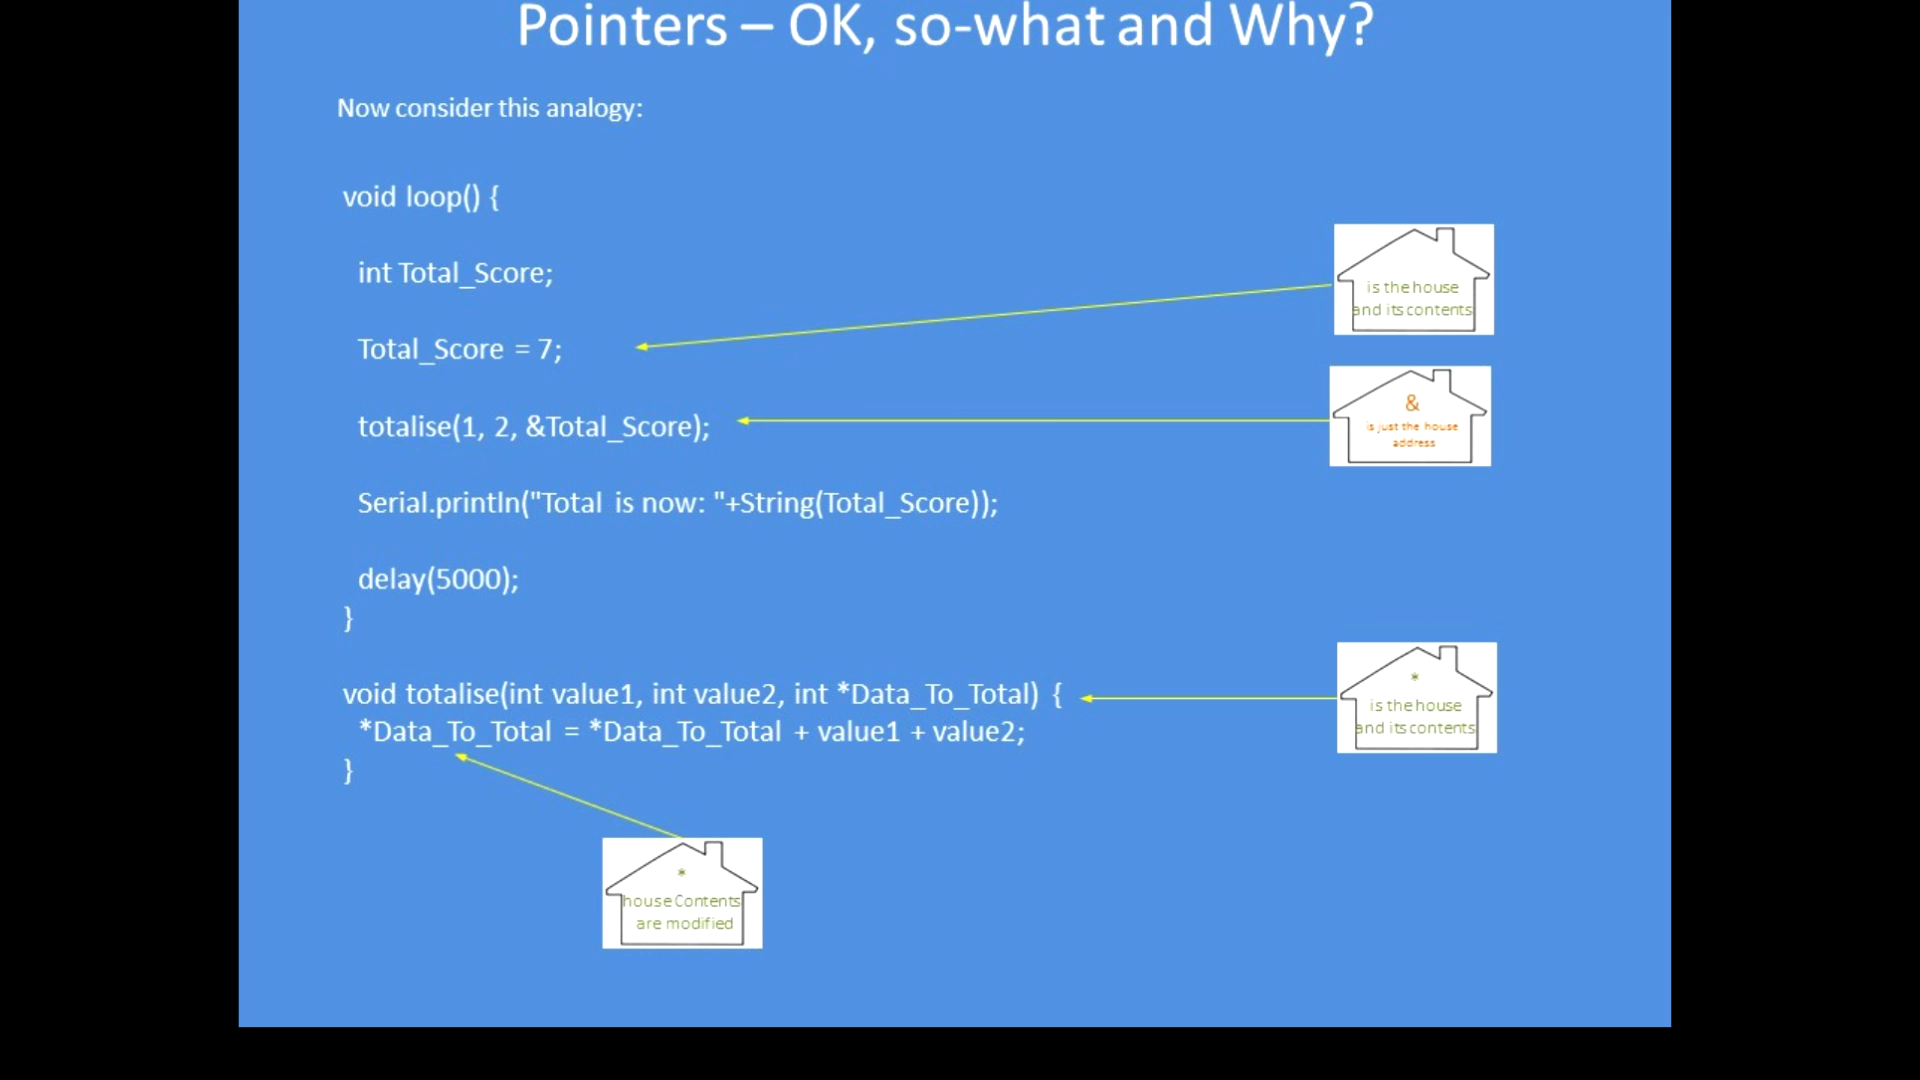 Pointers – OK, so-what and Why?
Now consider this analogy:
void loop() {
int Total_Score;
is the house
and its contents
Total_Score = 7;
&
is just the house
address
totalise(1, 2, &Total_Score);
Serial.println("Total is now: "+String(Total_Score));
delay(5000);
}
void totalise(int value1, int value2, int *Data_To_Total) {
*
is the house
and its contents
*Data_To_Total = *Data_To_Total + value1 + value2;
}
*
house Contents
are modified